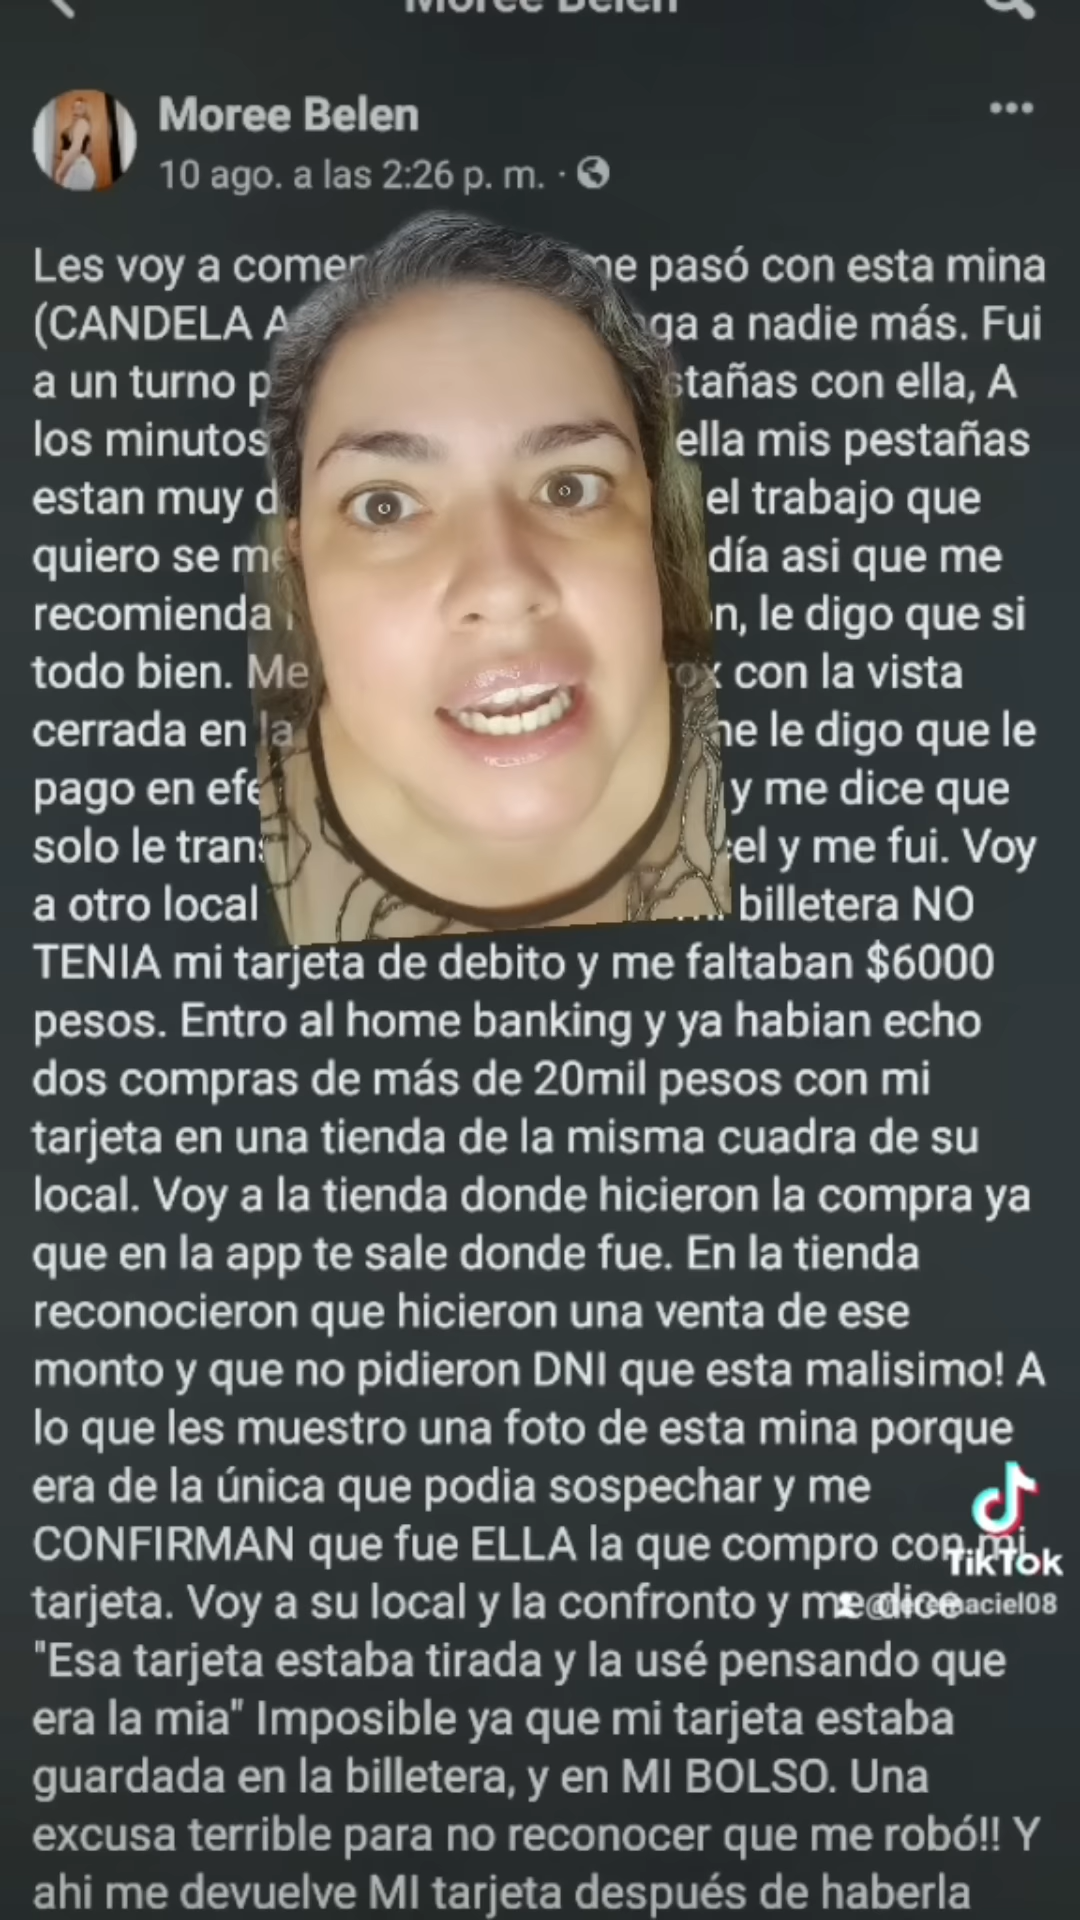 Moree Belen
Moree Belen
10 ago. a las 2:26 p. m.
Les voy a me pasó con esta mina
(CANDELA a nadie más. Fui
a un turno con ella, A
los minutos ella mis pestañas
estan muy el trabajo que
quiero se día asi que me
recomienda le digo que si
todo bien. Me con la vista
cerrada en la le digo que le
pago en y me dice que
solo le y me fui. Voy
a otro local billetera NO
TENIA mi tarjeta de debito y me faltaban $6000
pesos. Entro al home banking y ya habian echo
dos compras de más de 20mil pesos con mi
tarjeta en una tienda de la misma cuadra de su
local. Voy a la tienda donde hicieron la compra ya
que en la app te sale donde fue. En la tienda
reconocieron que hicieron una venta de ese
monto y que no pidieron DNI que esta malisimo! A
lo que les muestro una foto de esta mina porque
era de la única que podia sospechar y me
CONFIRMAN que fue ELLA la que compro con mi
TikTok
tarjeta. Voy a su local y la confronto y me dice
"Esa tarjeta estaba tirada y la usé pensando que
era la mia" Imposible ya que mi tarjeta estaba
guardada en la billetera, y en MI BOLSO. Una
excusa terrible para no reconocer que me robó!! Y
ahi me devuelve MI tarjeta después de haberla